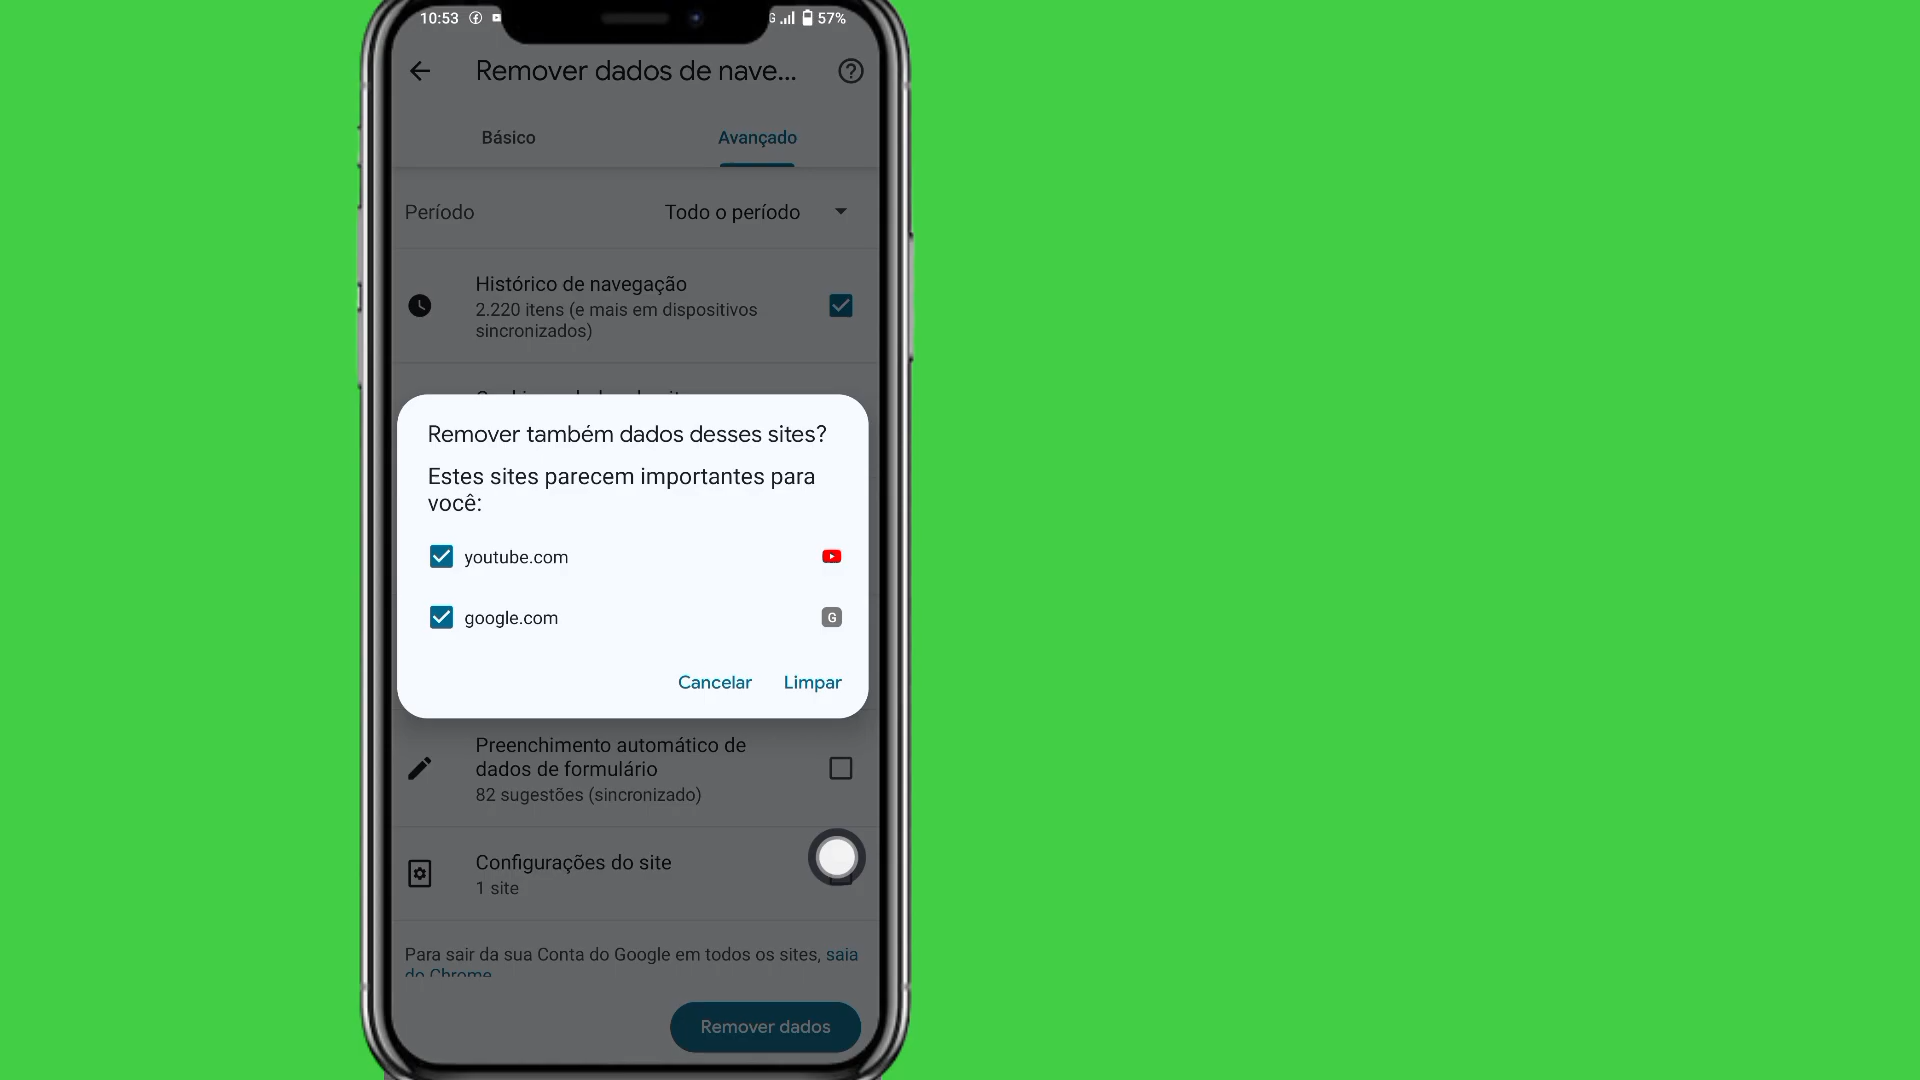 10:53
G
57%
Remover dados de nave...
Básico
Avançado
Período
Todo o período
Histórico de navegação
2.220 itens (e mais em dispositivos
sincronizados)
Remover também dados desses sites?
Estes sites parecem importantes para
você:
youtube.com
google.com
G
Cancelar
Limpar
Preenchimento automático de
dados de formulário
82 sugestões (sincronizado)
Configurações do site
1 site
Para sair da sua Conta do Google em todos os sites, saia
do Chrome
Remover dados